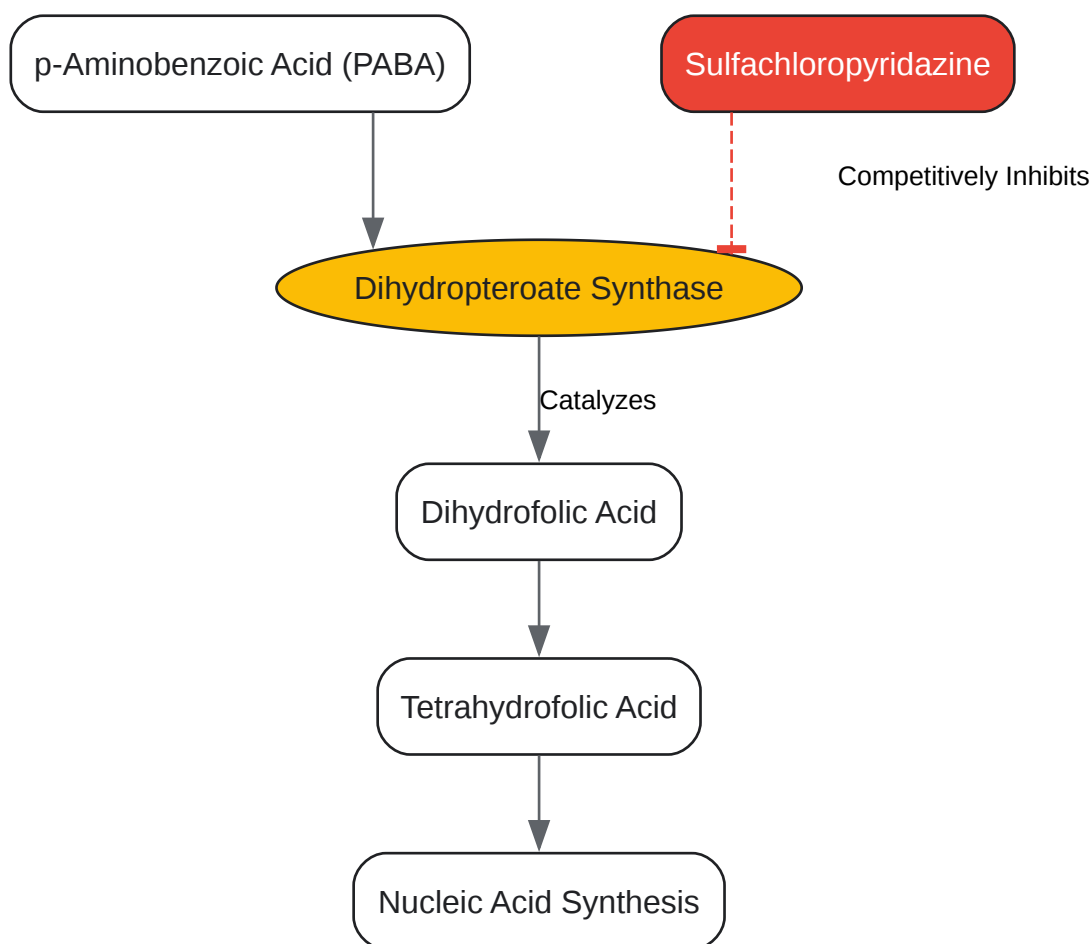 p-Aminobenzoic Acid (PABA)
Sulfachloropyridazine
Competitively Inhibits
Dihydropteroate Synthase
Catalyzes
Dihydrofolic Acid
Tetrahydrofolic Acid
Nucleic Acid Synthesis